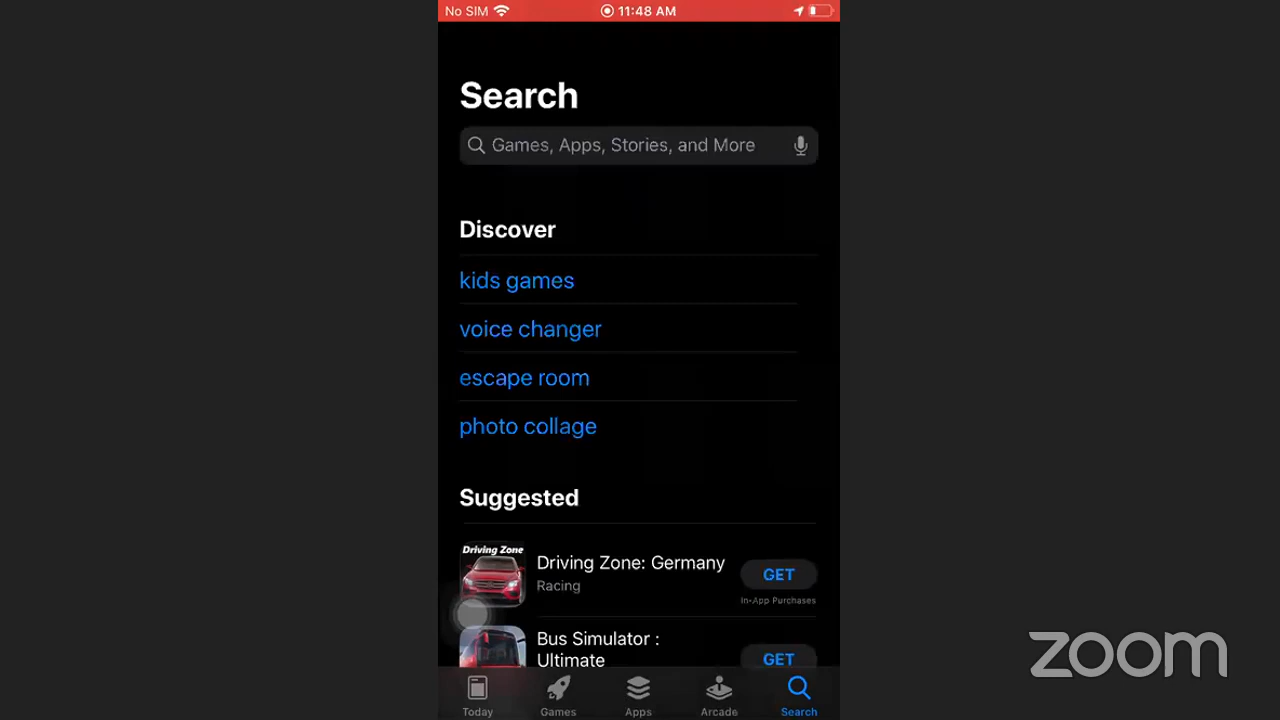 No SIM 11:48 AM
Search
Games, Apps, Stories, and More
Discover
kids games
voice changer
escape room
photo collage
Suggested
Driving Zone
Driving Zone: Germany
Racing
GET
In-App Purchases
Bus Simulator :
Ultimate
GET
Today Games Apps Arcade Search
zoom